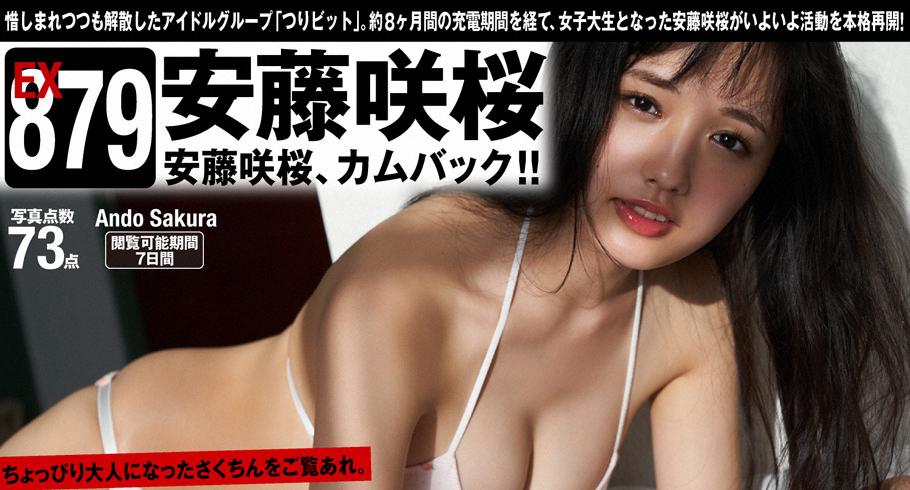 惜しまれつつも解散したアイドルグループ「つりビット」。約8ヶ月間の充電期間を経て、女子大生となった安藤咲桜がいよいよ活動を本格再開!
EX
879
安藤咲桜
安藤咲桜、カムバック!!
写真点数
73点
Ando Sakura
閲覧可能期間
7日間
ちょっぴり大人になったさくちんをご覧あれ。